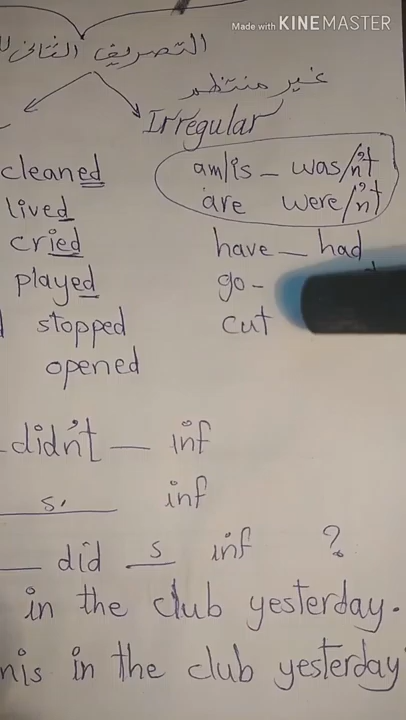 Made with KINEMASTER
التصريف الثانى
غير منتظم
Irregular
cleaned am/is – was/n't
lived are were/n't
cried have – had
played go –
stopped cut
opened
didn't — inf
s. inf
did s inf ?
in the club yesterday.
nis in the club yesterday